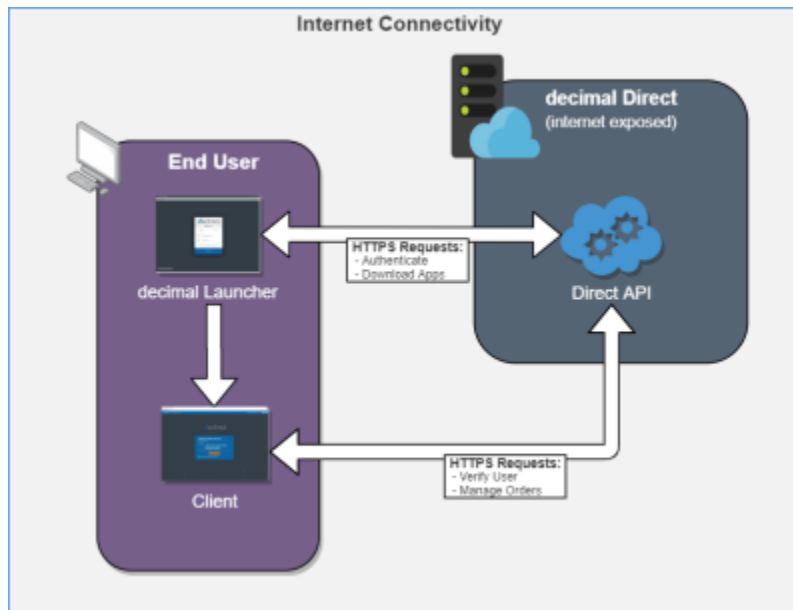 Internet Connectivity
decimal Direct
(internet exposed)
End User
HTTPS Requests:
- Authenticate
- Download Apps
decimal Launcher
Direct API
HTTPS Requests:
- Verify User
- Manage Orders
Client